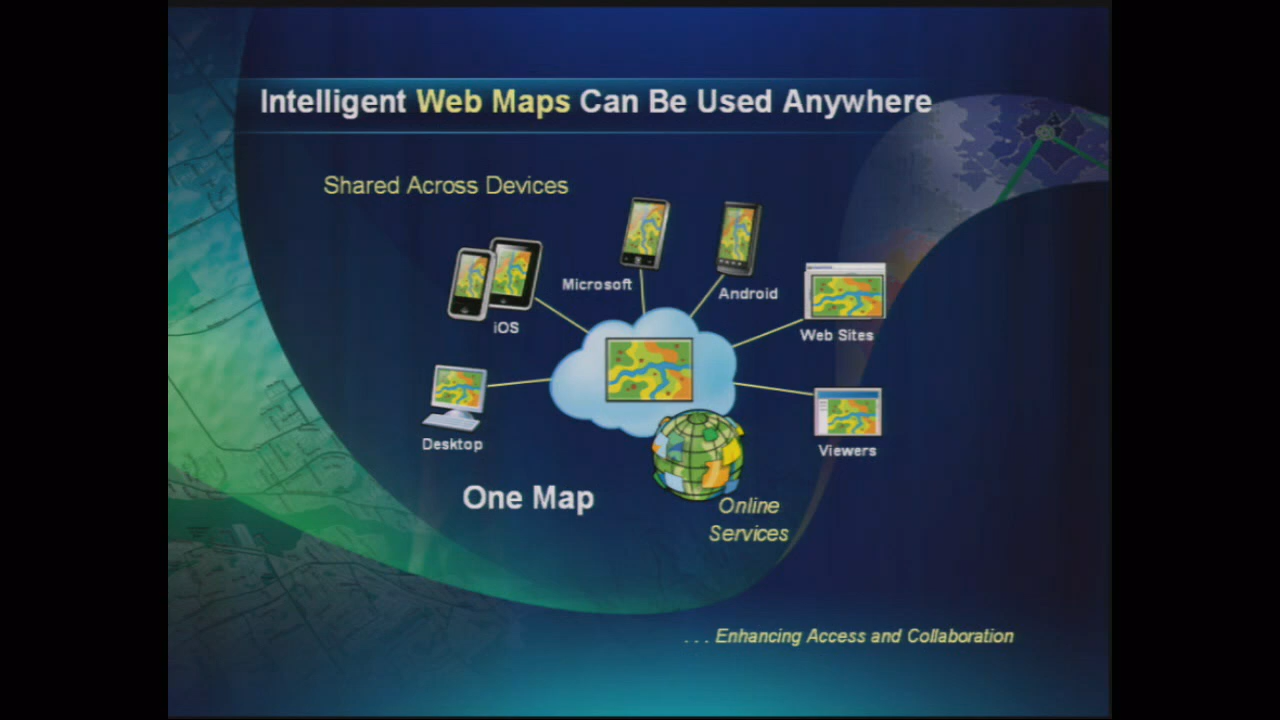 Intelligent Web Maps Can Be Used Anywhere
Shared Across Devices
Microsoft
Android
iOS
Web Sites
Desktop
Viewers
One Map
Online
Services
. . . Enhancing Access and Collaboration